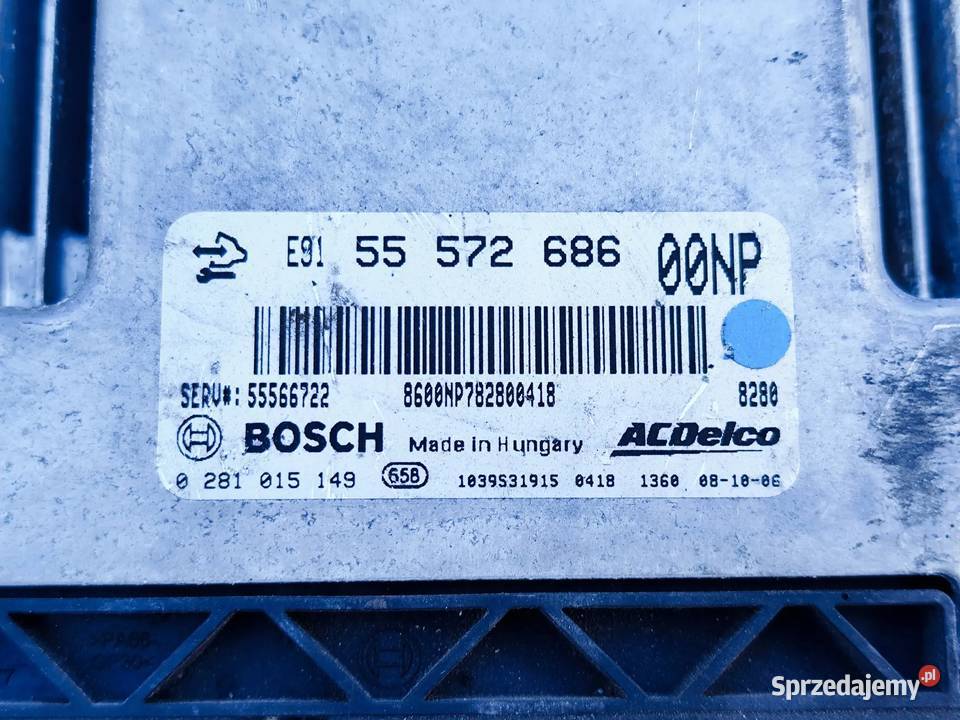 E91 55 572 686 00NP
SERV#: 55566722 8600NP782800418 8280
BOSCH Made in Hungary ACDelco
0 281 015 149 658 1039S31915 0418 1360 08-10-06
Sprzedajemy.pl